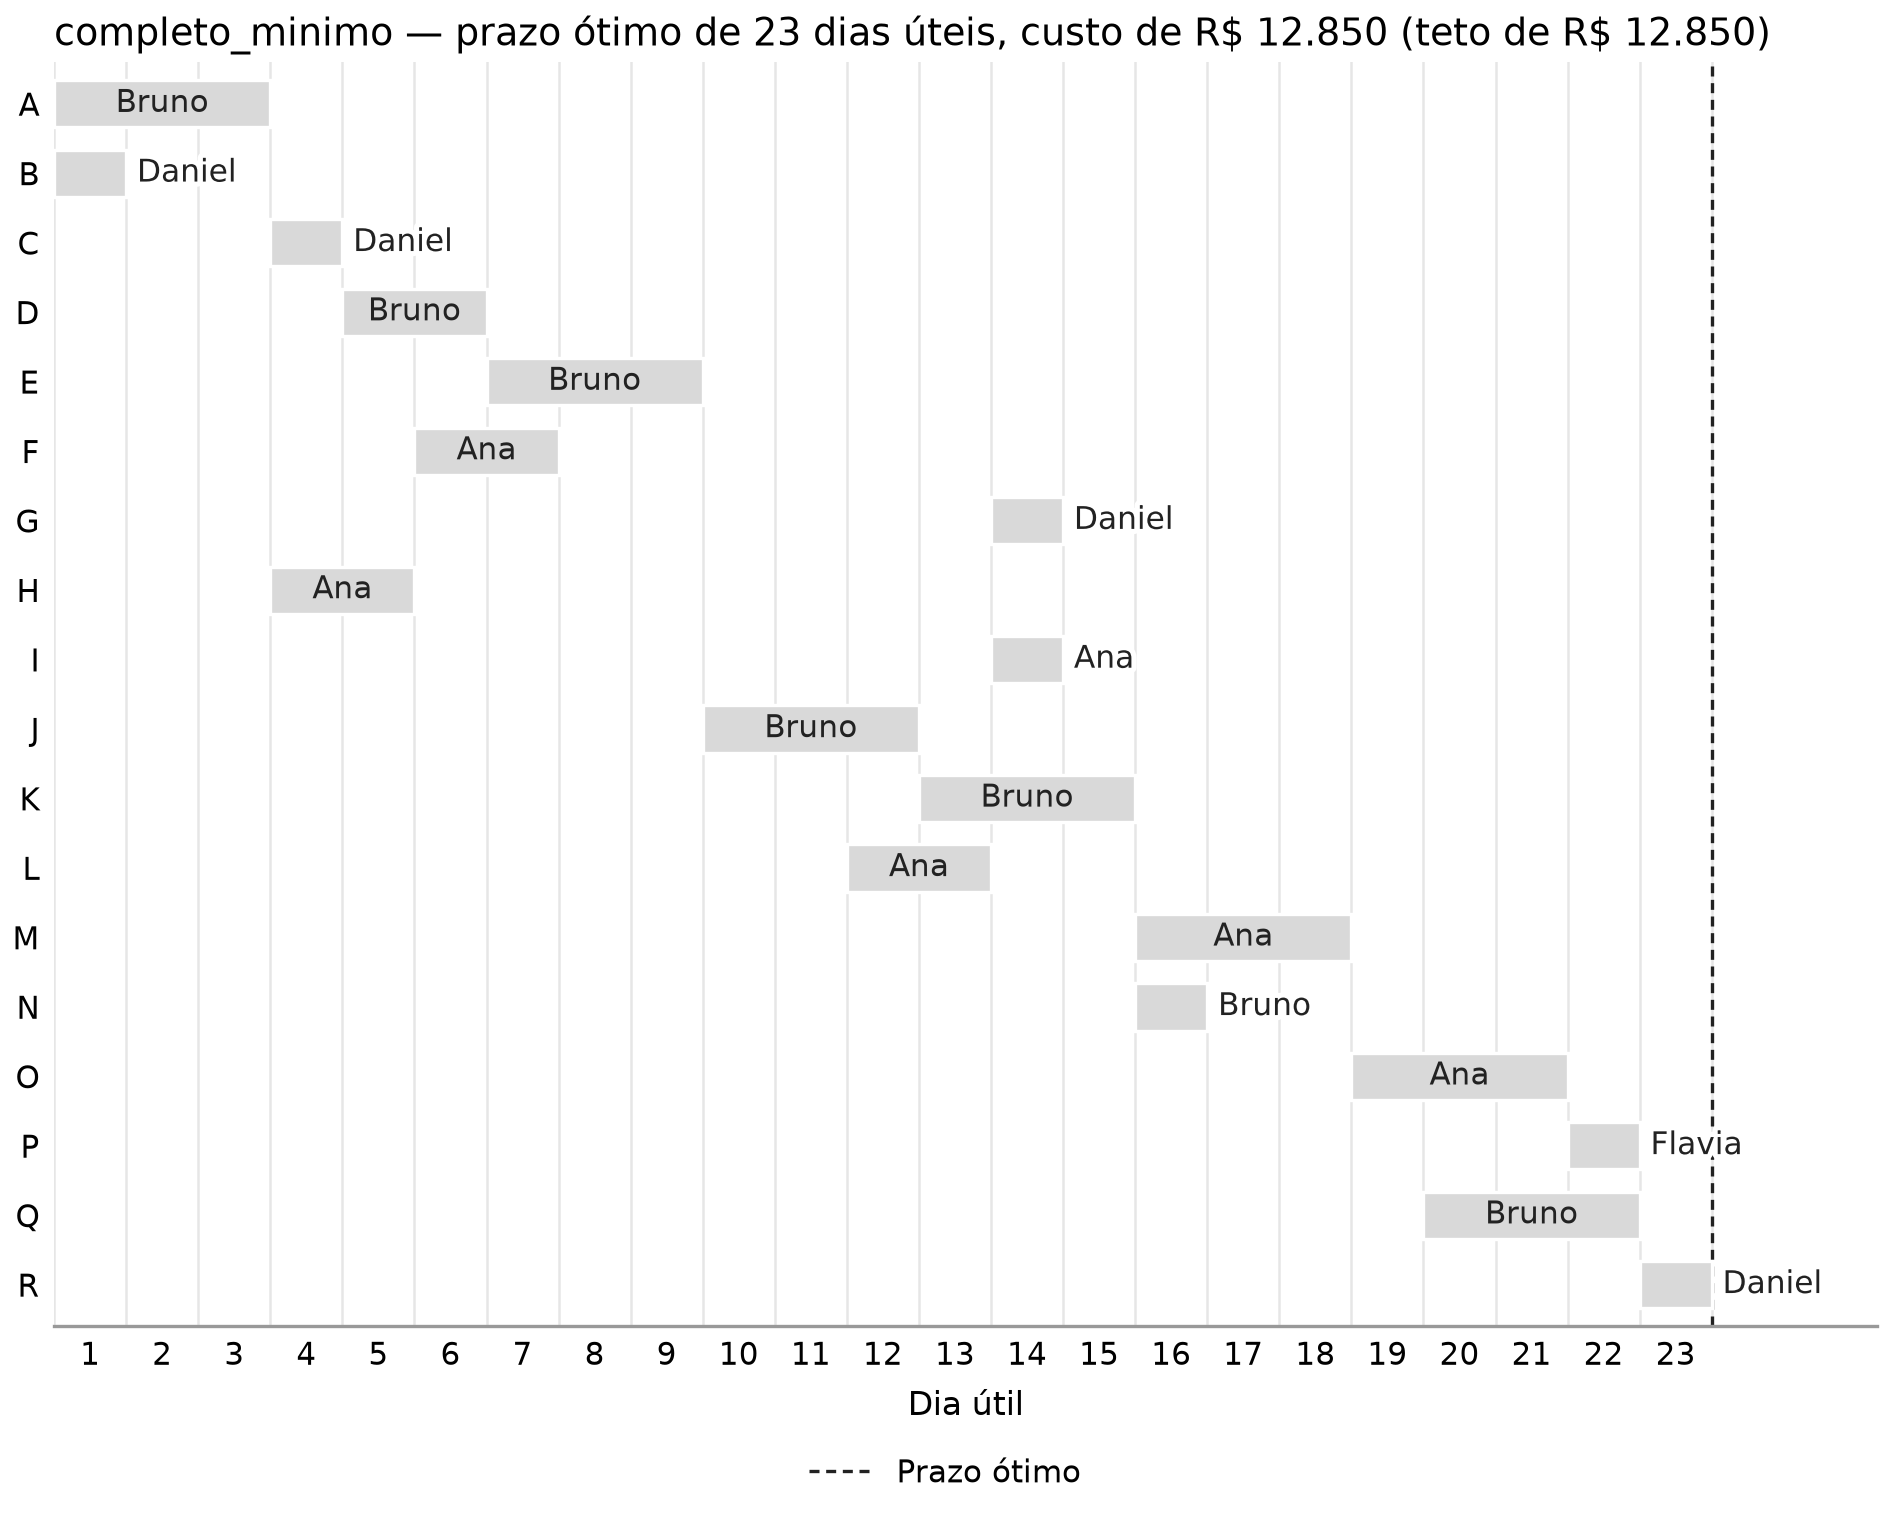 completo_minimo — prazo ótimo de 23 dias úteis, custo de R$ 12.850 (teto de R$ 12.850)
A Bruno
B Daniel
C Daniel
D Bruno
E Bruno
F Ana
G Daniel
H Ana
I Ana
J Bruno
K Bruno
L Ana
M Ana
N Bruno
O Ana
P Flavia
Q Bruno
R Daniel
1 2 3 4 5 6 7 8 9 10 11 12 13 14 15 16 17 18 19 20 21 22 23
Dia útil
Prazo ótimo